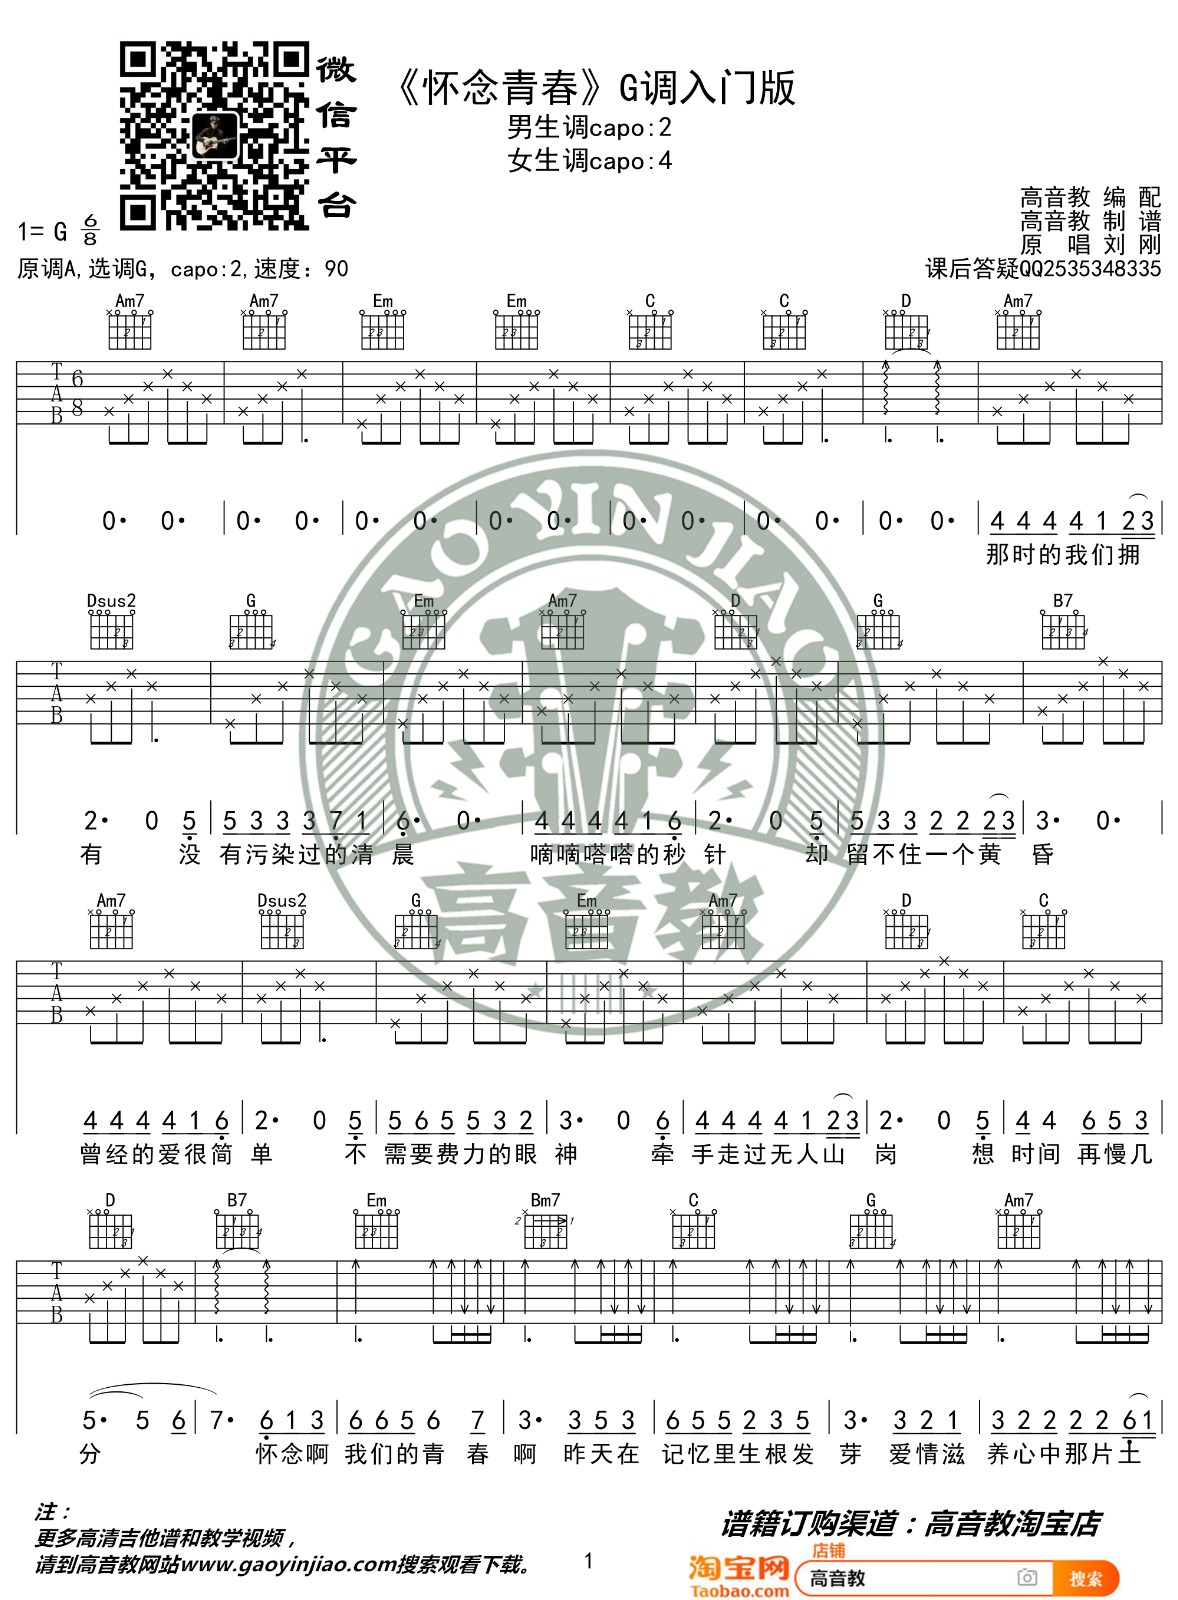 微信平台
《怀念青春》G调入门版
男生调capo:2
女生调capo:4
高音教 编 配
高音教 制 谱
原 唱 刘 刚
1= G 6/8
原调A,选调G，capo:2,速度：90
课后答疑QQ2535348335
Am7 Am7 Em Em C C D Am7
T A B 6 8
0· 0· 0· 0· 0· 0· 0· 0· 0· 0· 0· 0· 0· 0· 4 4 4 4 1 2 3
那时的我们拥
Dsus2 G Em Am7 D G B7
T A B
2· 0 5 5 3 3 3 7 1 6· 0· 4 4 4 4 1 6 2· 0 5 5 3 3 2 2 2 3 3· 0·
有 没 有污染过的清 晨 嘀嘀嗒嗒的秒 针 却 留不住一个黄 昏
Am7 Dsus2 G Em Am7 D C
T A B
4 4 4 4 1 6 2· 0 5 5 6 5 5 3 2 3· 0 6 4 4 4 4 1 2 3 2· 0 5 4 4 6 5 3
曾经的爱很简 单 不 需要费力的眼 神 牵 手走过无人山 岗 想 时间 再慢几
D B7 Em Bm7 C G Am7
T A B
5· 5 6 7· 6 1 3 6 6 5 6 7 3· 3 5 3 6 5 5 2 3 5 3· 3 2 1 3 2 2 2 2 6 1
分 怀念啊 我们的青 春 啊 昨天在 记忆里生根发 芽 爱情滋 养心中那片土
GAO YIN JIAO
高音教
注：
更多高清吉他谱和教学视频，
请到高音教网站www.gaoyinjiao.com搜索观看下载。
1
谱籍订购渠道：高音教淘宝店
淘宝网
Taobao.com
店铺
高音教
搜索